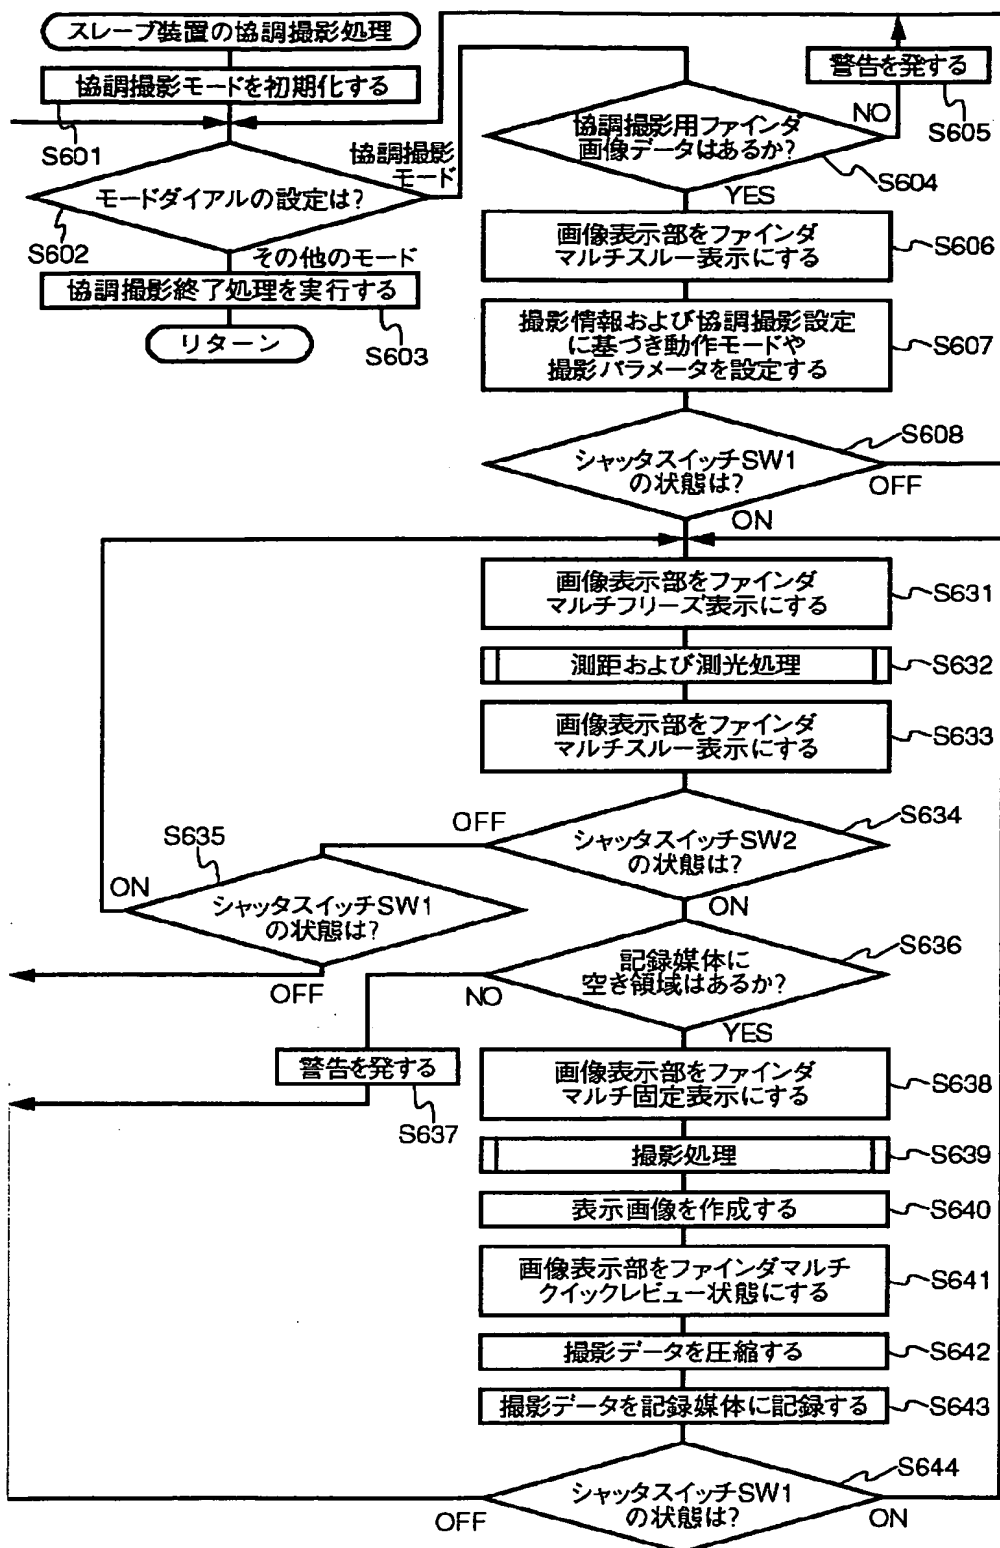 スレーブ装置の協調撮影処理
協調撮影モードを初期化する
S601
モードダイアルの設定は?
協調撮影
モード
S602
その他のモード
協調撮影終了処理を実行する
S603
リターン
協調撮影用ファインダ
画像データはあるか?
NO
警告を発する
S605
S604
YES
画像表示部をファインダ
マルチスルー表示にする
S606
撮影情報および協調撮影設定
に基づき動作モードや
撮影パラメータを設定する
S607
シャッタスイッチSW1
の状態は?
S608
OFF
ON
画像表示部をファインダ
マルチフリーズ表示にする
S631
測距および測光処理
S632
画像表示部をファインダ
マルチスルー表示にする
S633
シャッタスイッチSW2
の状態は?
S634
OFF
ON
S635
シャッタスイッチSW1
の状態は?
ON
OFF
記録媒体に
空き領域はあるか?
S636
NO
YES
警告を発する
S637
画像表示部をファインダ
マルチ固定表示にする
S638
撮影処理
S639
表示画像を作成する
S640
画像表示部をファインダマルチ
クイックレビュー状態にする
S641
撮影データを圧縮する
S642
撮影データを記録媒体に記録する
S643
シャッタスイッチSW1
の状態は?
S644
OFF
ON